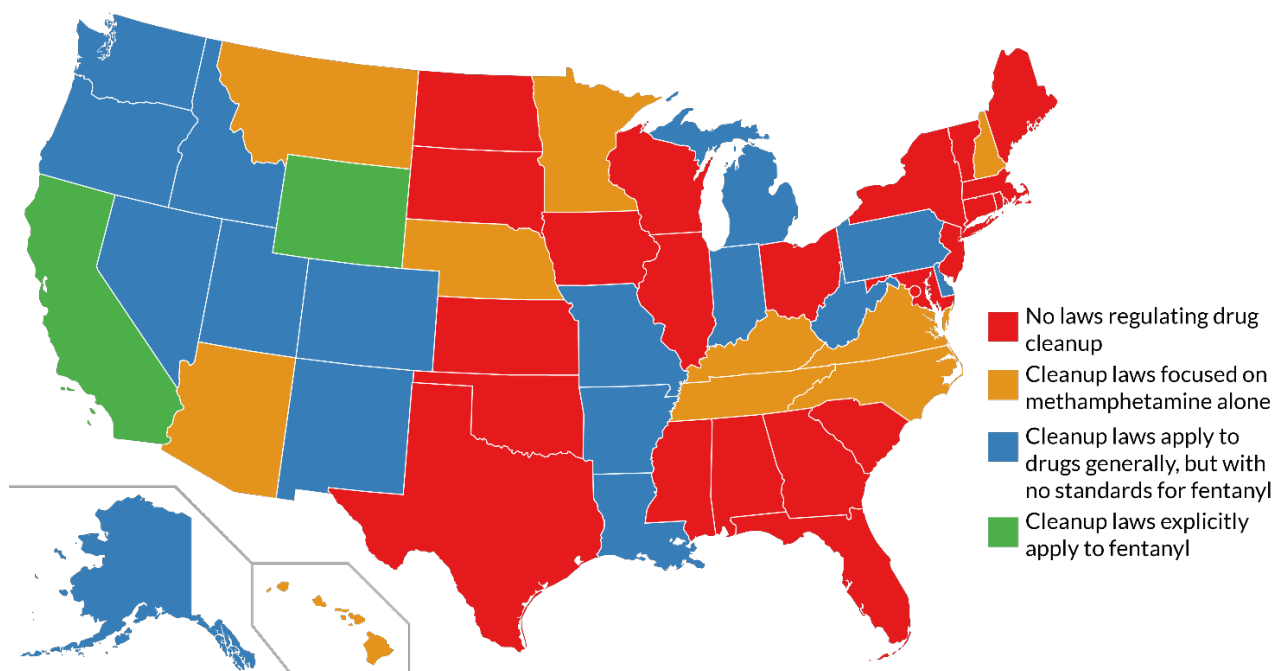 No laws regulating drug
cleanup
Cleanup laws focused on
methamphetamine alone
Cleanup laws apply to
drugs generally, but with
no standards for fentanyl
Cleanup laws explicitly
apply to fentanyl